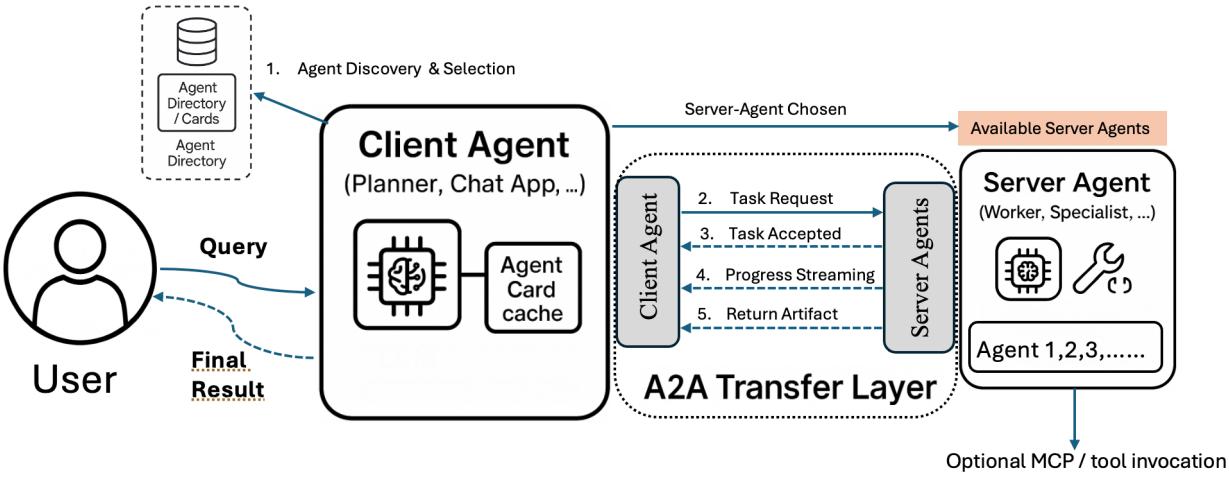 1. Agent Discovery & Selection
Agent
Directory
/ Cards
Agent
Directory
Client Agent
(Planner, Chat App, ...)
Agent
Card
cache
Query
Final
Result
User
Server-Agent Chosen
Available Server Agents
Client Agent
2. Task Request
3. Task Accepted
4. Progress Streaming
5. Return Artifact
Server Agents
A2A Transfer Layer
Server Agent
(Worker, Specialist, ...)
Agent 1,2,3,......
Optional MCP / tool invocation